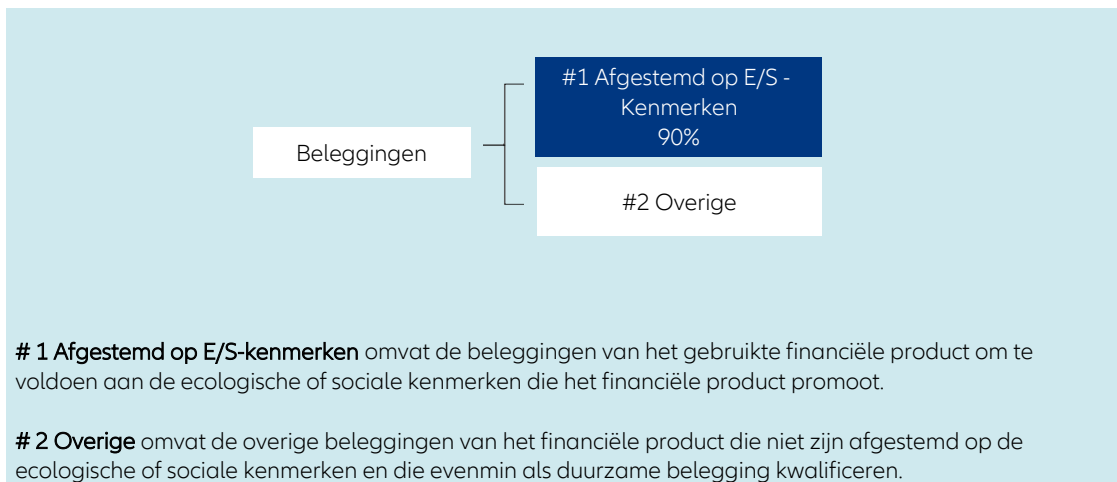 #1 Afgestemd op E/S -
Kenmerken
90%
Beleggingen
#2 Overige
# 1 Afgestemd op E/S-kenmerken omvat de beleggingen van het gebruikte financiële product om te
voldoen aan de ecologische of sociale kenmerken die het financiële product promoot.
# 2 Overige omvat de overige beleggingen van het financiële product die niet zijn afgestemd op de
ecologische of sociale kenmerken en die evenmin als duurzame belegging kwalificeren.